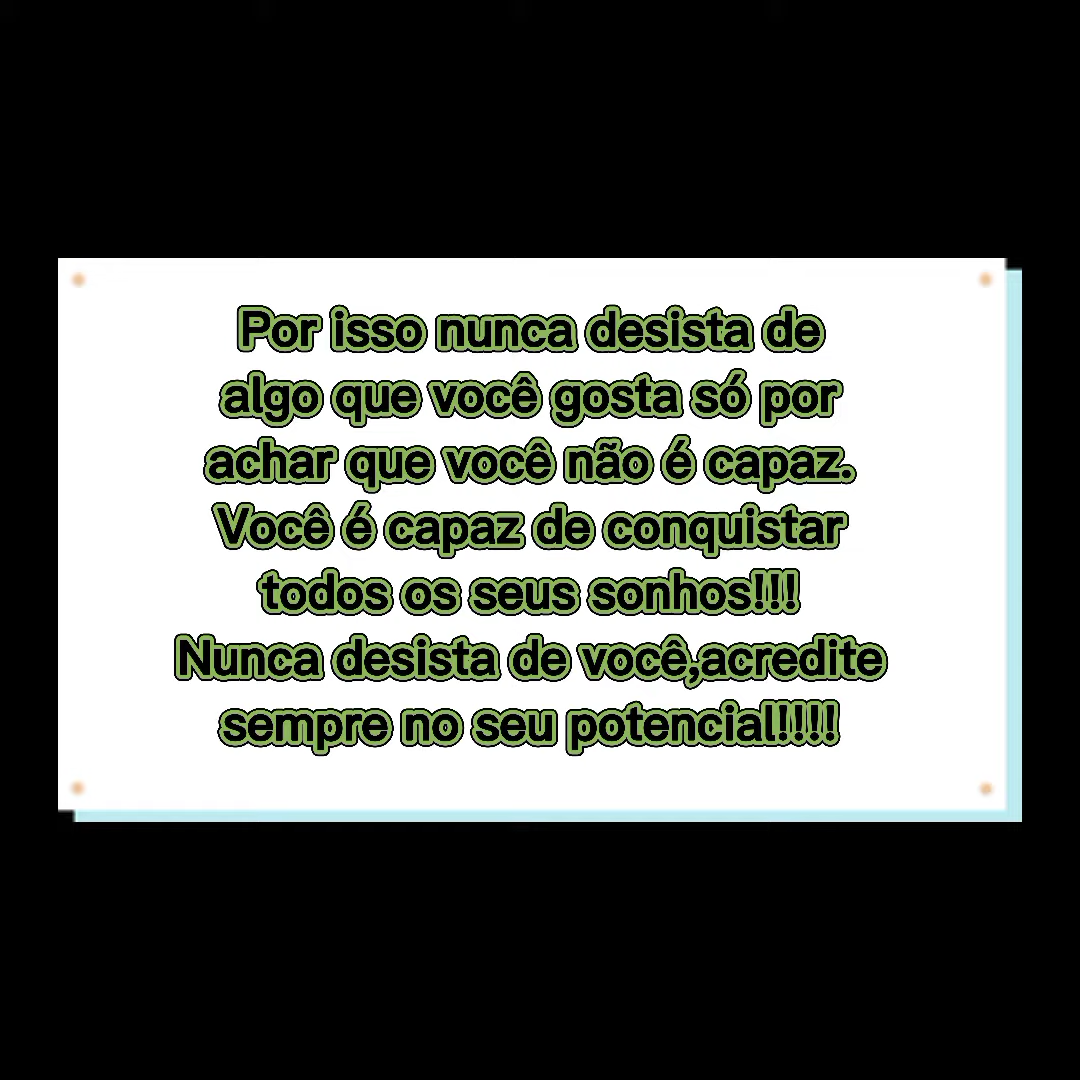 Por isso nunca desista de
algo que você gosta só por
achar que você não é capaz.
Você é capaz de conquistar
todos os seus sonhos!!!
Nunca desista de você,acredite
sempre no seu potencial!!!!